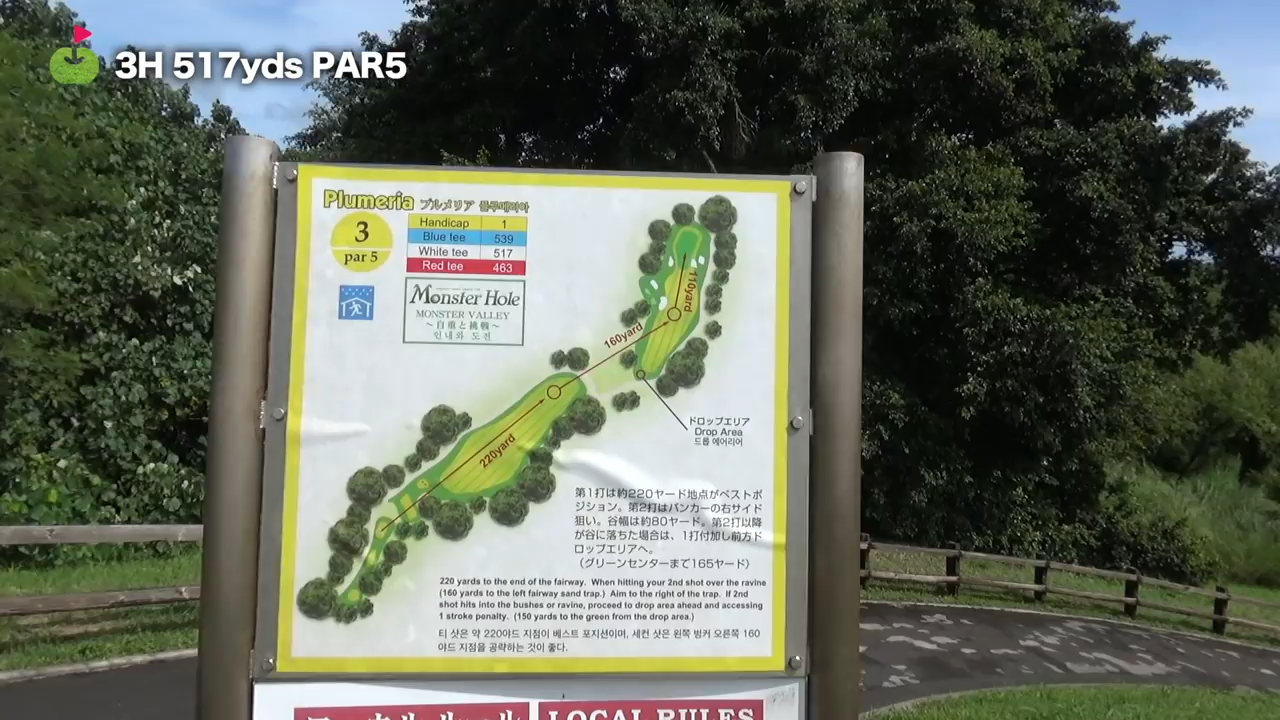 3H 517yds PAR5
Plumeria プルメリア 플루메리아
3
par 5
Handicap 1
Blue tee 539
White tee 517
Red tee 463
Monster Hole
MONSTER VALLEY
～自重と挑戦～
인내와 도전
110yard
160yard
220yard
ドロップエリア
Drop Area
드롭 에어리어
第1打は約220ヤード地点がベストポ
ジション。第2打はバンカーの右サイド
狙い。谷幅は約80ヤード。第2打以降
が谷に落ちた場合は、1打付加し前方ド
ロップエリアへ。
（グリーンセンターまで165ヤード）
220 yards to the end of the fairway. When hitting your 2nd shot over the ravine
(160 yards to the left fairway sand trap.) Aim to the right of the trap. If 2nd
shot hits into the bushes or ravine, proceed to drop area ahead and accessing
1 stroke penalty. (150 yards to the green from the drop area.)
티 샷은 약 220야드 지점이 베스트 포지션이며, 세컨 샷은 왼쪽 벙커 오른쪽 160
야드 지점을 공략하는 것이 좋다.
ローカルルール LOCAL RULES